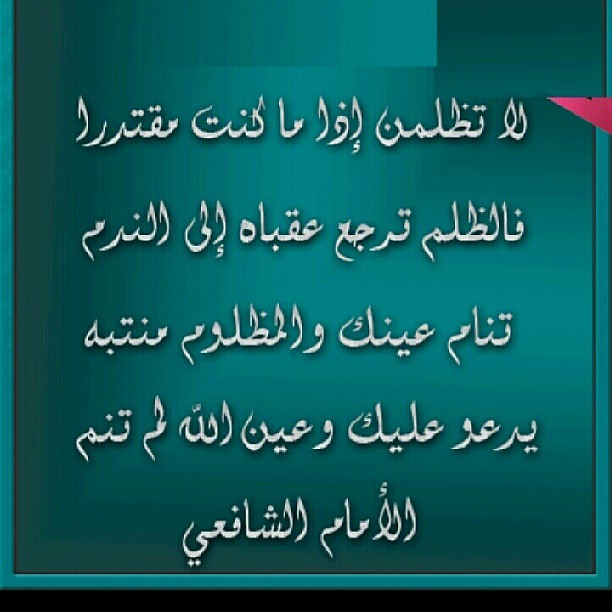 لا تظلمن إذا ما كنت مقتدرا
فالظلم ترجع عقباه إلى الندم
تنام عينك والمظلوم منتبه
يدعو عليك وعين الله لم تنم
الأمام الشافعي